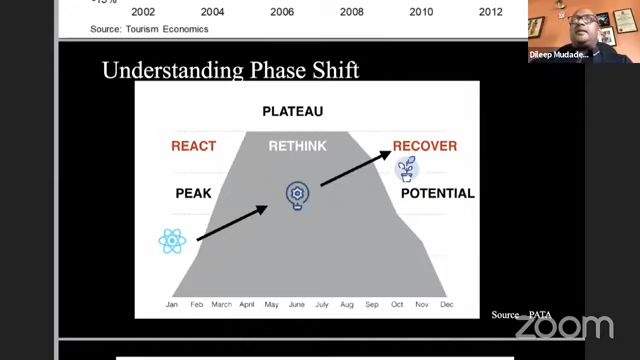 -15%
2002 2004 2006 2008 2010 2012
Source: Tourism Economics
Dileep Mudade...
Understanding Phase Shift
PLATEAU
REACT RETHINK RECOVER
PEAK POTENTIAL
Jan Feb March April May June July Aug Sep Oct Nov Dec
Source - PATA
zoom